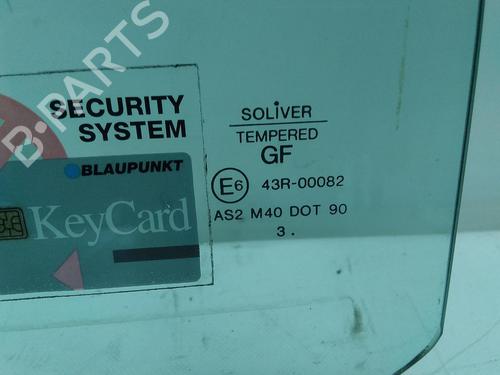 B-PARTS
SECURITY
SYSTEM
BLAUPUNKT
KeyCard
SOLIVER
TEMPERED
GF
E6 43R-00082
AS2 M40 DOT 90
3 .